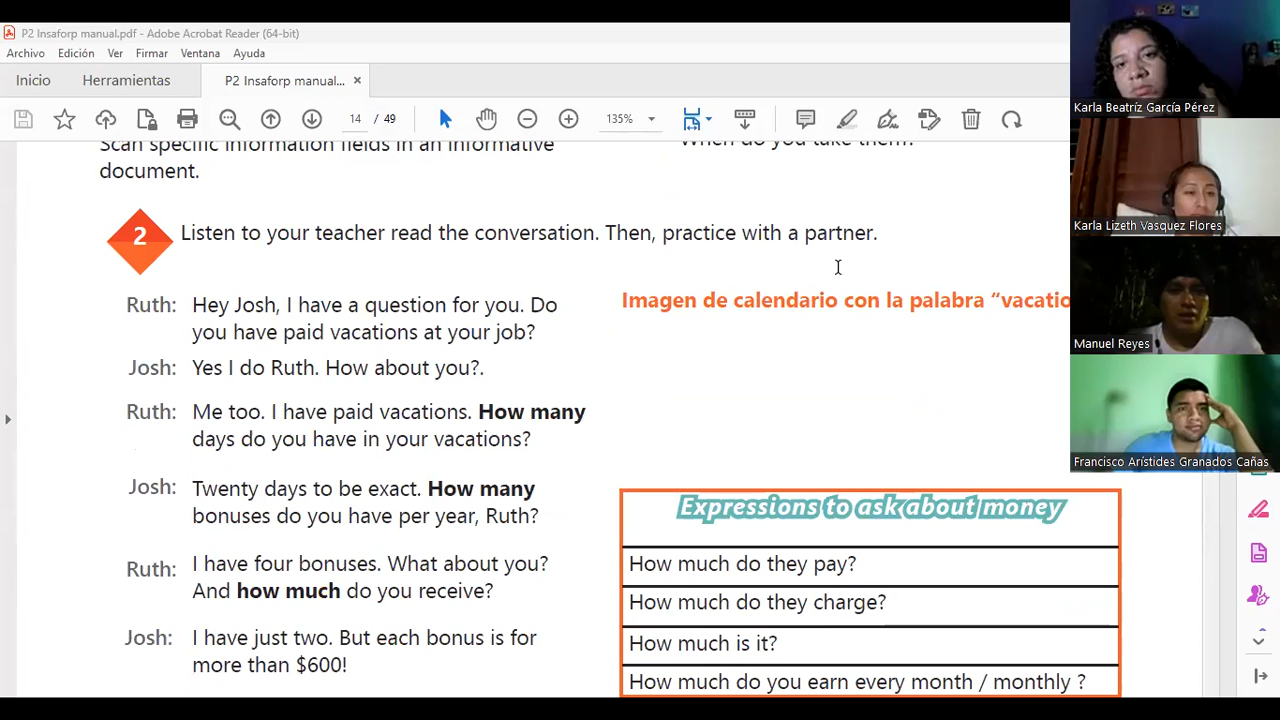 P2 Insaforp manual.pdf - Adobe Acrobat Reader (64-bit)
Archivo Edición Ver Firmar Ventana Ayuda
Inicio Herramientas P2 Insaforp manual... ×
14 / 49 135%
Scan specific information fields in an informative
document.
When do you take them?
2 Listen to your teacher read the conversation. Then, practice with a partner.
Ruth: Hey Josh, I have a question for you. Do
you have paid vacations at your job?
Josh: Yes I do Ruth. How about you?.
Ruth: Me too. I have paid vacations. How many
days do you have in your vacations?
Josh: Twenty days to be exact. How many
bonuses do you have per year, Ruth?
Ruth: I have four bonuses. What about you?
And how much do you receive?
Josh: I have just two. But each bonus is for
more than $600!
Imagen de calendario con la palabra “vacatio
Expressions to ask about money
How much do they pay?
How much do they charge?
How much is it?
How much do you earn every month / monthly ?
Karla Beatríz García Pérez
Karla Lizeth Vasquez Flores
Manuel Reyes
Francisco Arístides Granados Cañas